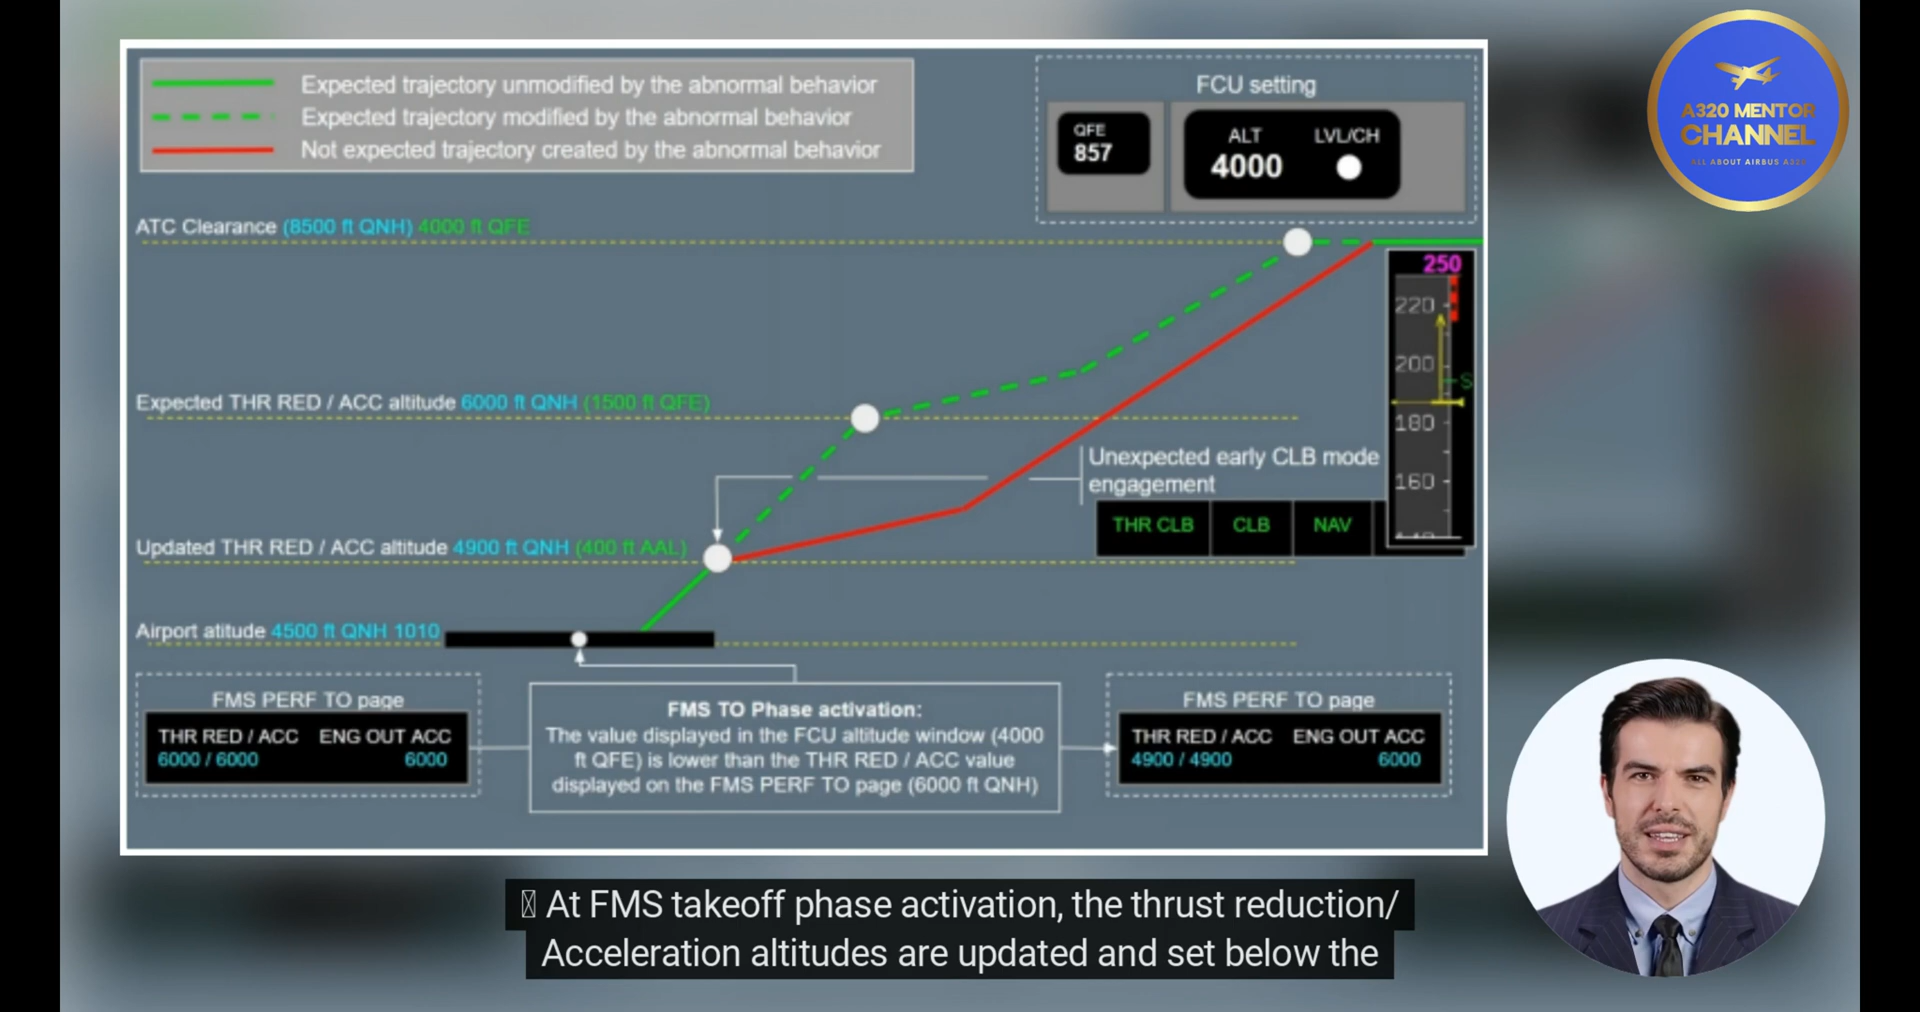 Expected trajectory unmodified by the abnormal behavior
Expected trajectory modified by the abnormal behavior
Not expected trajectory created by the abnormal behavior
FCU setting
QFE
857
ALT LVL/CH
4000
A320 MENTOR
CHANNEL
ALL ABOUT AIRBUS A320
ATC Clearance (8500 ft QNH) 4000 ft QFE
250
220
200
S
180
160
Expected THR RED / ACC altitude 6000 ft QNH (1500 ft QFE)
Unexpected early CLB mode
engagement
THR CLB CLB NAV
Updated THR RED / ACC altitude 4900 ft QNH (400 ft AAL)
Airport atitude 4500 ft QNH 1010
FMS PERF TO page
THR RED / ACC ENG OUT ACC
6000 / 6000 6000
FMS TO Phase activation:
The value displayed in the FCU altitude window (4000
ft QFE) is lower than the THR RED / ACC value
displayed on the FMS PERF TO page (6000 ft QNH)
FMS PERF TO page
THR RED / ACC ENG OUT ACC
4900 / 4900 6000
At FMS takeoff phase activation, the thrust reduction/
Acceleration altitudes are updated and set below the